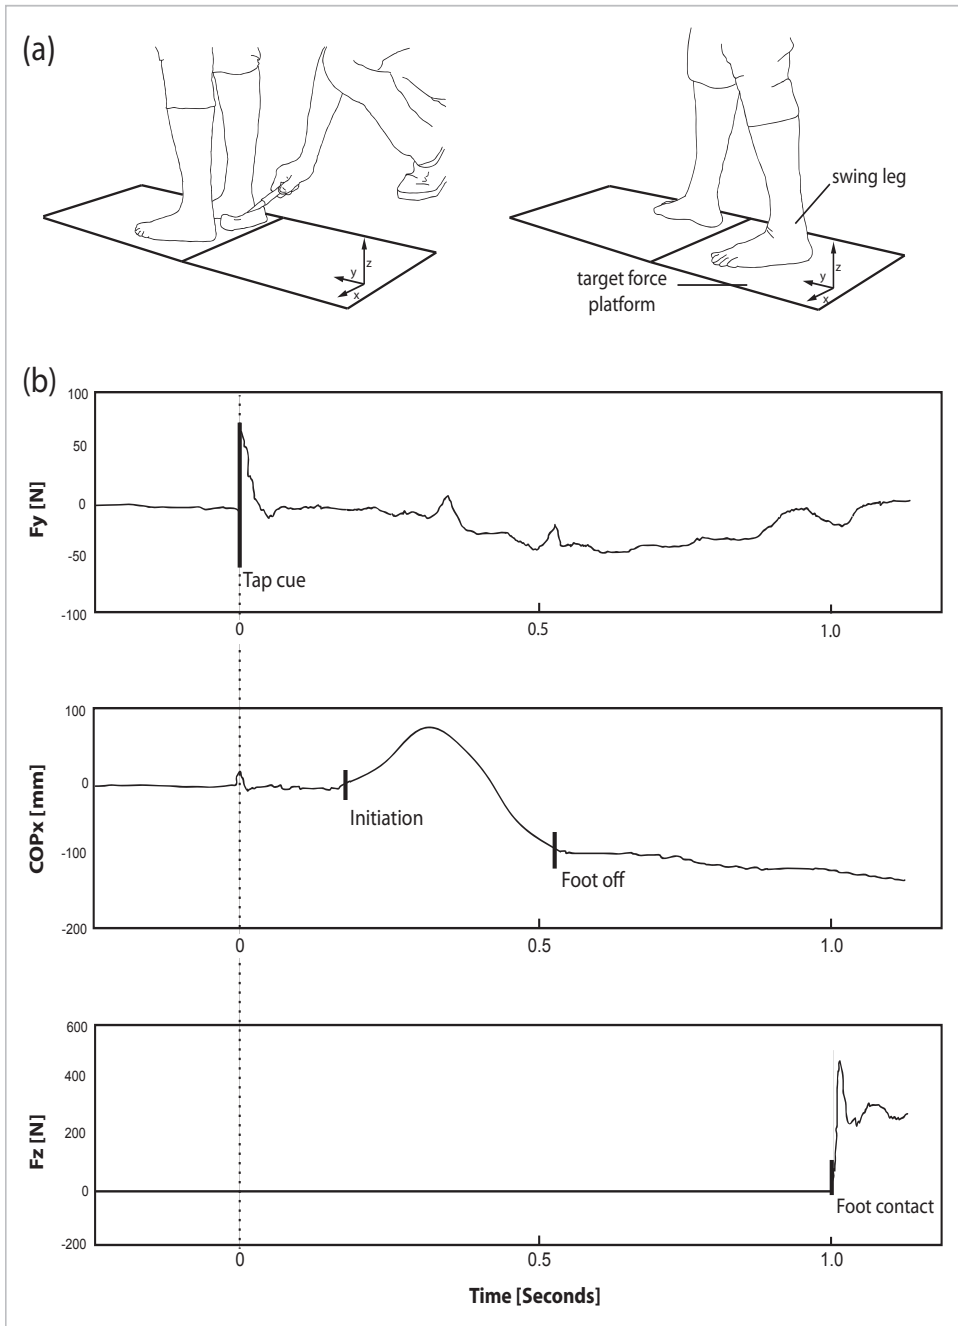 (a)
swing leg
z
y
x
z
y
x
target force
platform
(b)
Fy [N]
100
50
0
-50
-100
Tap cue
0
0.5
1.0
COPx [mm]
100
0
-100
-200
Initiation
Foot off
0
0.5
1.0
Fz [N]
600
400
200
0
-200
Foot contact
0
0.5
1.0
Time [Seconds]